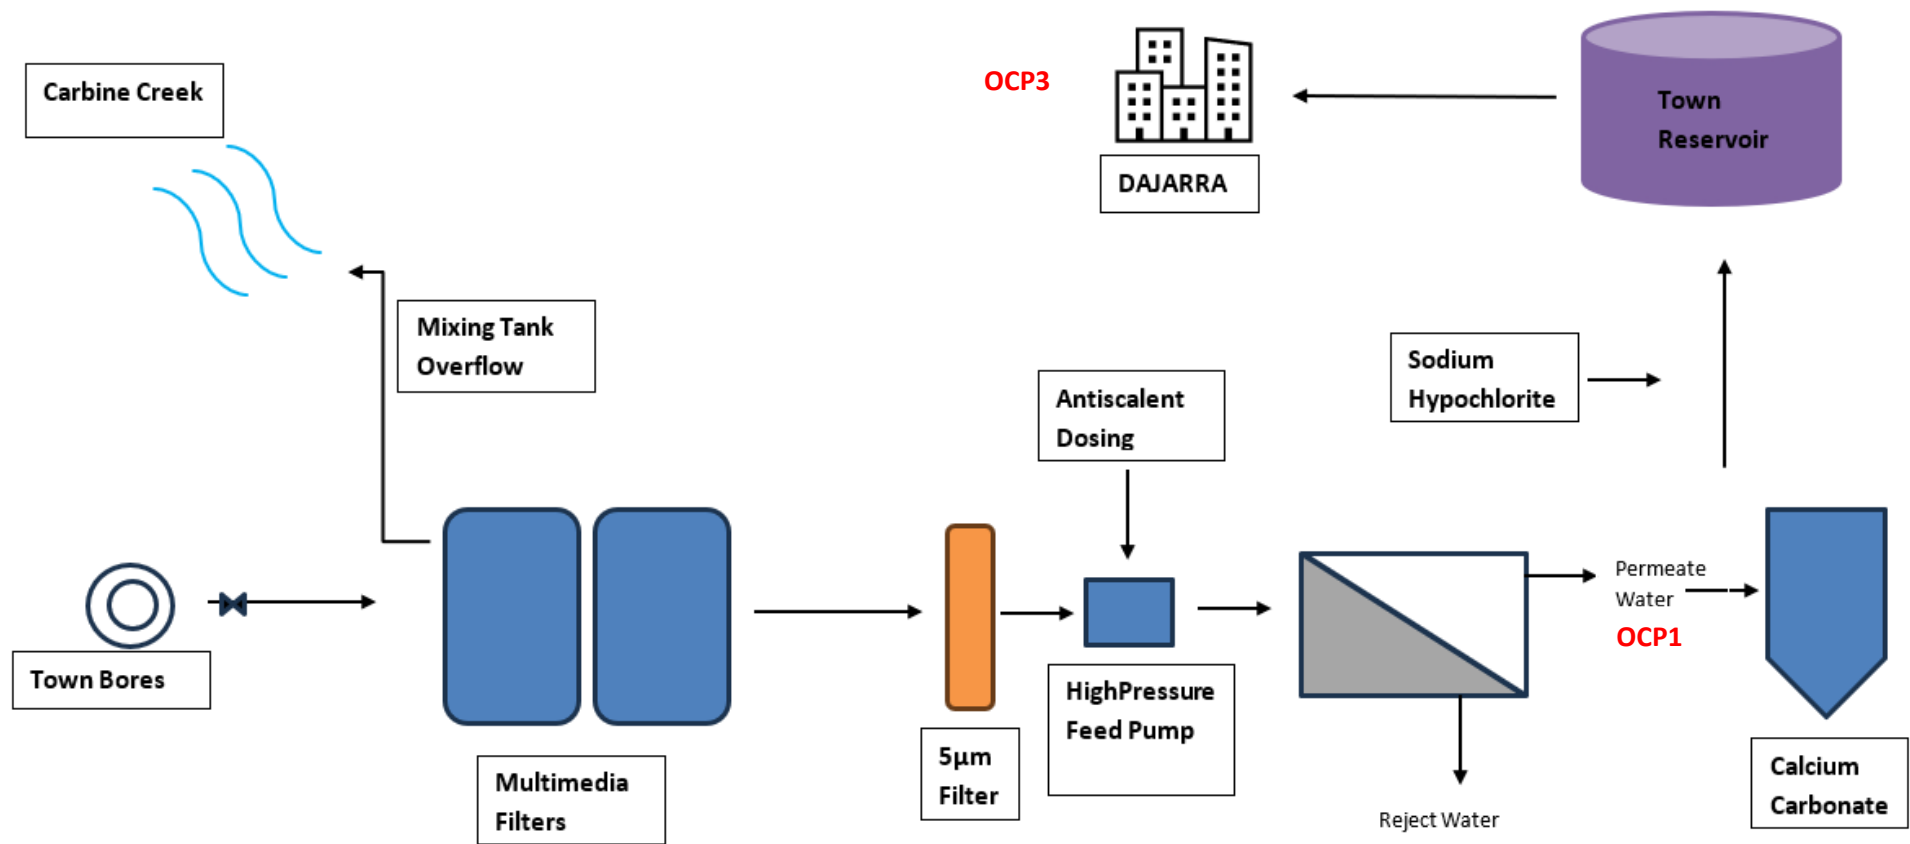 Carbine Creek
OCP3
DAJARRA
Town
Reservoir
Mixing Tank
Overflow
Antiscalent
Dosing
Sodium
Hypochlorite
Town Bores
Multimedia
Filters
5µm
Filter
HighPressure
Feed Pump
Reject Water
Permeate
Water
OCP1
Calcium
Carbonate